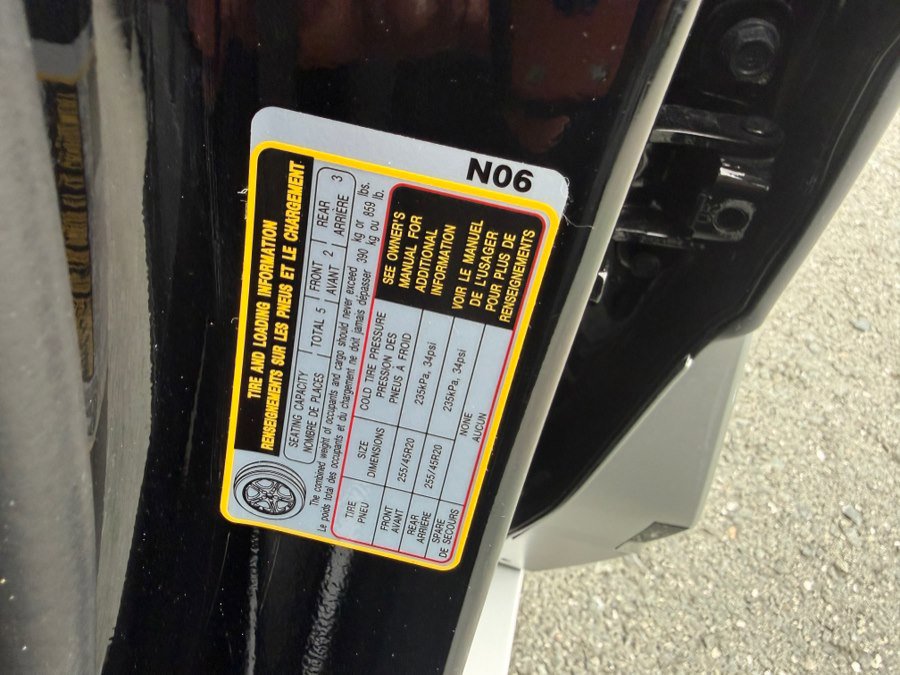 N06
TIRE AND LOADING INFORMATION
RENSEIGNEMENTS SUR LES PNEUS ET LE CHARGEMENT
SEATING CAPACITY TOTAL 5 FRONT 2 REAR 3
NOMBRE DE PLACES AVANT ARRIÈRE
The combined weight of occupants and cargo should never exceed 390 kg or 859 lbs.
Le poids total des occupants et du chargement ne doit jamais dépasser 390 kg ou 859 lb.
TIRE SIZE COLD TIRE PRESSURE
PNEU DIMENSIONS PRESSION DES
PNEUS À FROID
FRONT 255/45R20 235kPa, 34psi
AVANT
REAR 255/45R20 235kPa, 34psi
ARRIÈRE
SPARE NONE
DE SECOURS AUCUN
SEE OWNER'S
MANUAL FOR
ADDITIONAL
INFORMATION
VOIR LE MANUEL
DE L'USAGER
POUR PLUS DE
RENSEIGNEMENTS